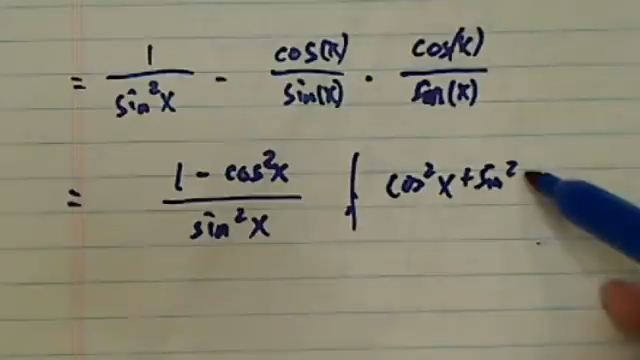 = 1/sin²x - cos(x)/sin(x) · cos(x)/sin(x)
= 1 - cos²x/sin²x | cos²x + sin²